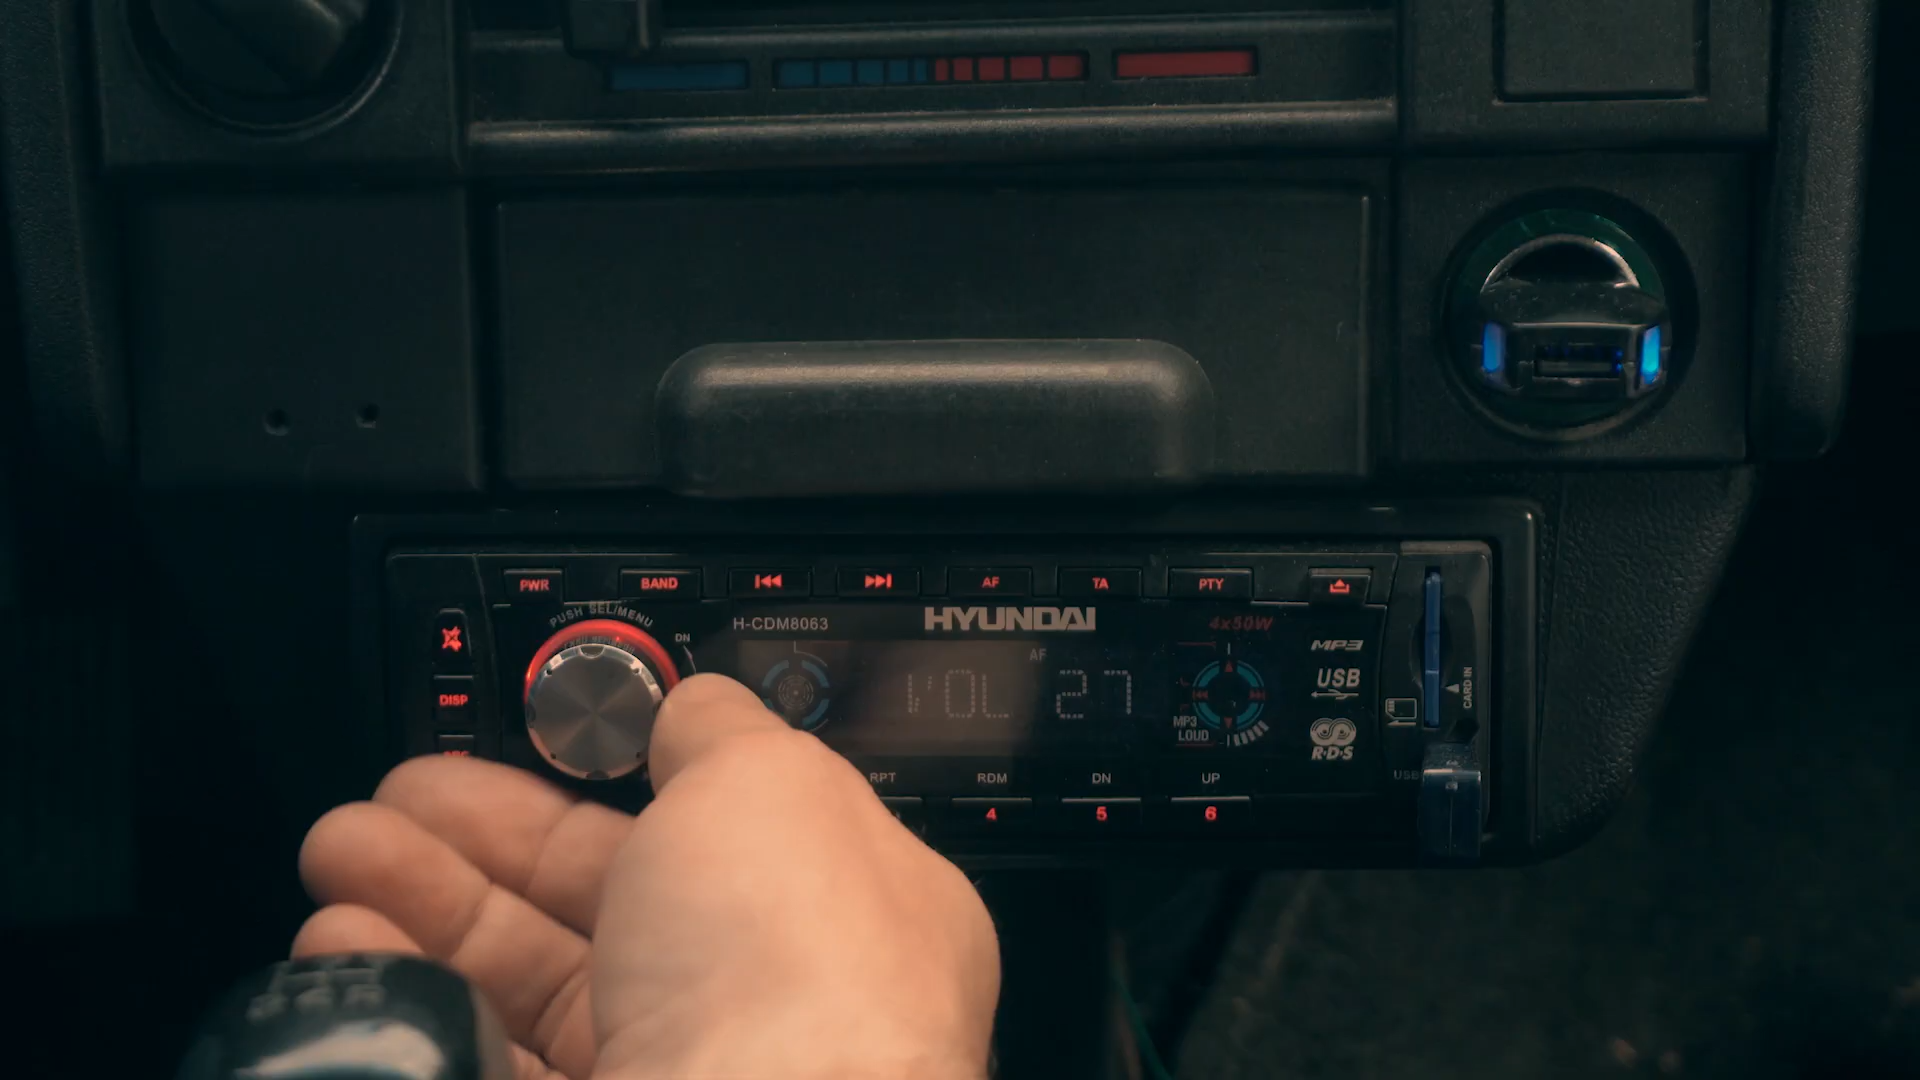 PWR
BAND
AF
TA
PTY
PUSH SEL/MENU
DN
H-CDM8063
HYUNDAI
4x50W
DISP
AF
VOL 27
MP3
LOUD
MP3
USB
R·D·S
CARD IN
USB
RPT
RDM
DN
UP
4
5
6